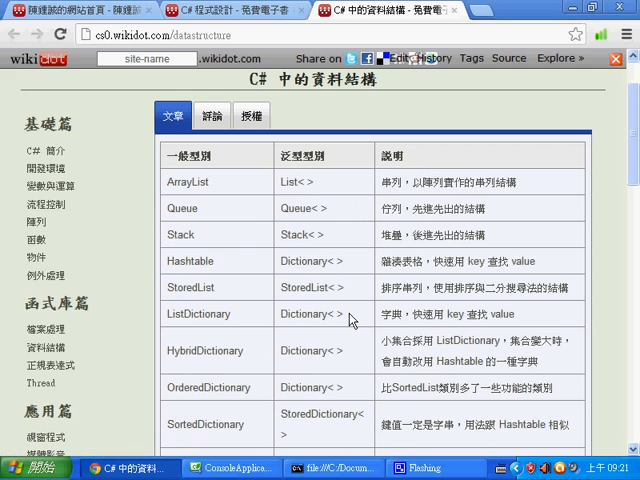 陳鍾誠的網站首頁 - 陳鍾誠
C# 程式設計 - 免費電子書
C# 中的資料結構 - 免費電子
cs0.wikidot.com/datastructure
wikidot site-name .wikidot.com Share on Edit History Tags Source Explore »
C# 中的資料結構
文章 評論 授權
基礎篇
C# 簡介
開發環境
變數與運算
流程控制
陣列
函數
物件
例外處理
函式庫篇
檔案處理
資料結構
正規表達式
Thread
應用篇
視窗程式
媒體影音
一般型別 泛型型別 說明
ArrayList List< > 串列，以陣列實作的串列結構
Queue Queue< > 佇列，先進先出的結構
Stack Stack< > 堆疊，後進先出的結構
Hashtable Dictionary< > 雜湊表格，快速用 key 查找 value
StoredList StoredList< > 排序串列，使用排序與二分搜尋法的結構
ListDictionary Dictionary< > 字典，快速用 key 查找 value
HybridDictionary Dictionary< > 小集合採用 ListDictionary，集合變大時，
會自動改用 Hashtable 的一種字典
OrderedDictionary Dictionary< > 比SortedList類別多了一些功能的類別
SortedDictionary StoredDictionary<
> 鍵值一定是字串，用法跟 Hashtable 相似
開始 C# 中的資料... ConsoleApplica... file:///C:/Docum... Flashing 上午 09:21